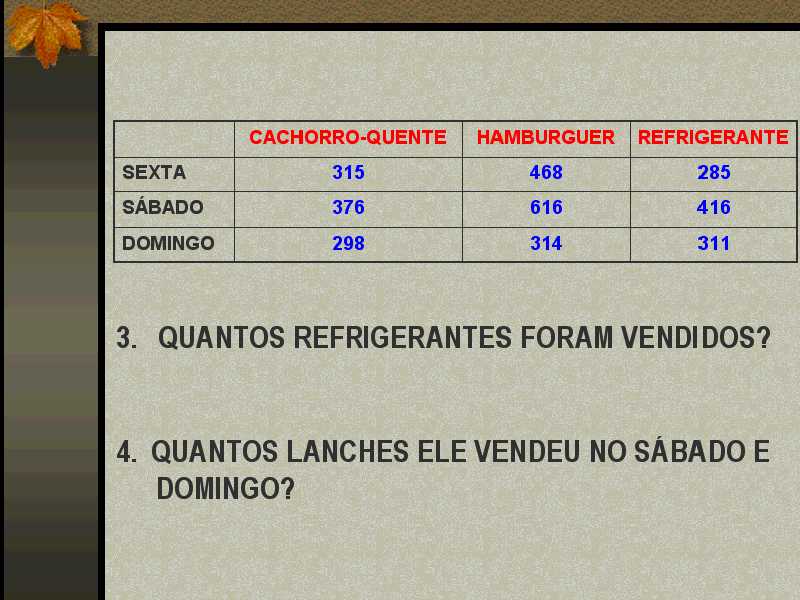 CACHORRO-QUENTE HAMBURGUER REFRIGERANTE
SEXTA 315 468 285
SÁBADO 376 616 416
DOMINGO 298 314 311
3. QUANTOS REFRIGERANTES FORAM VENDIDOS?
4. QUANTOS LANCHES ELE VENDEU NO SÁBADO E
DOMINGO?